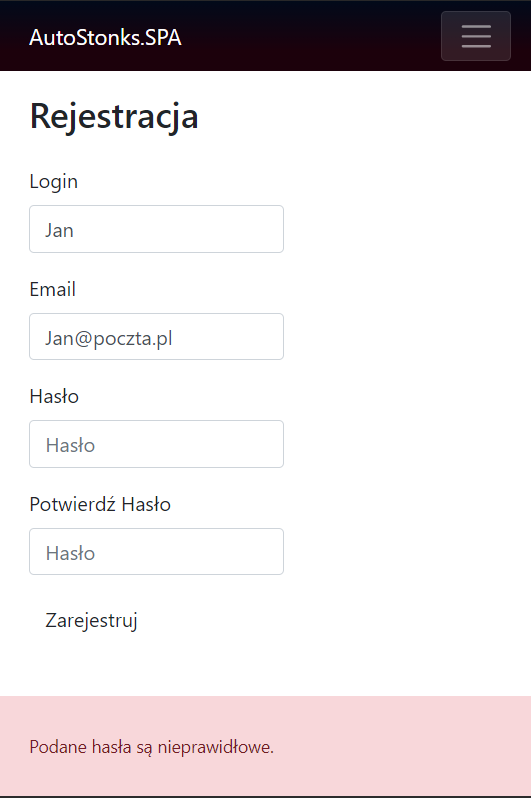 AutoStonks.SPA
Rejestracja
Login
Jan
Email
Jan@poczta.pl
Hasło
Hasło
Potwierdź Hasło
Hasło
Zarejestruj
Podane hasła są nieprawidłowe.